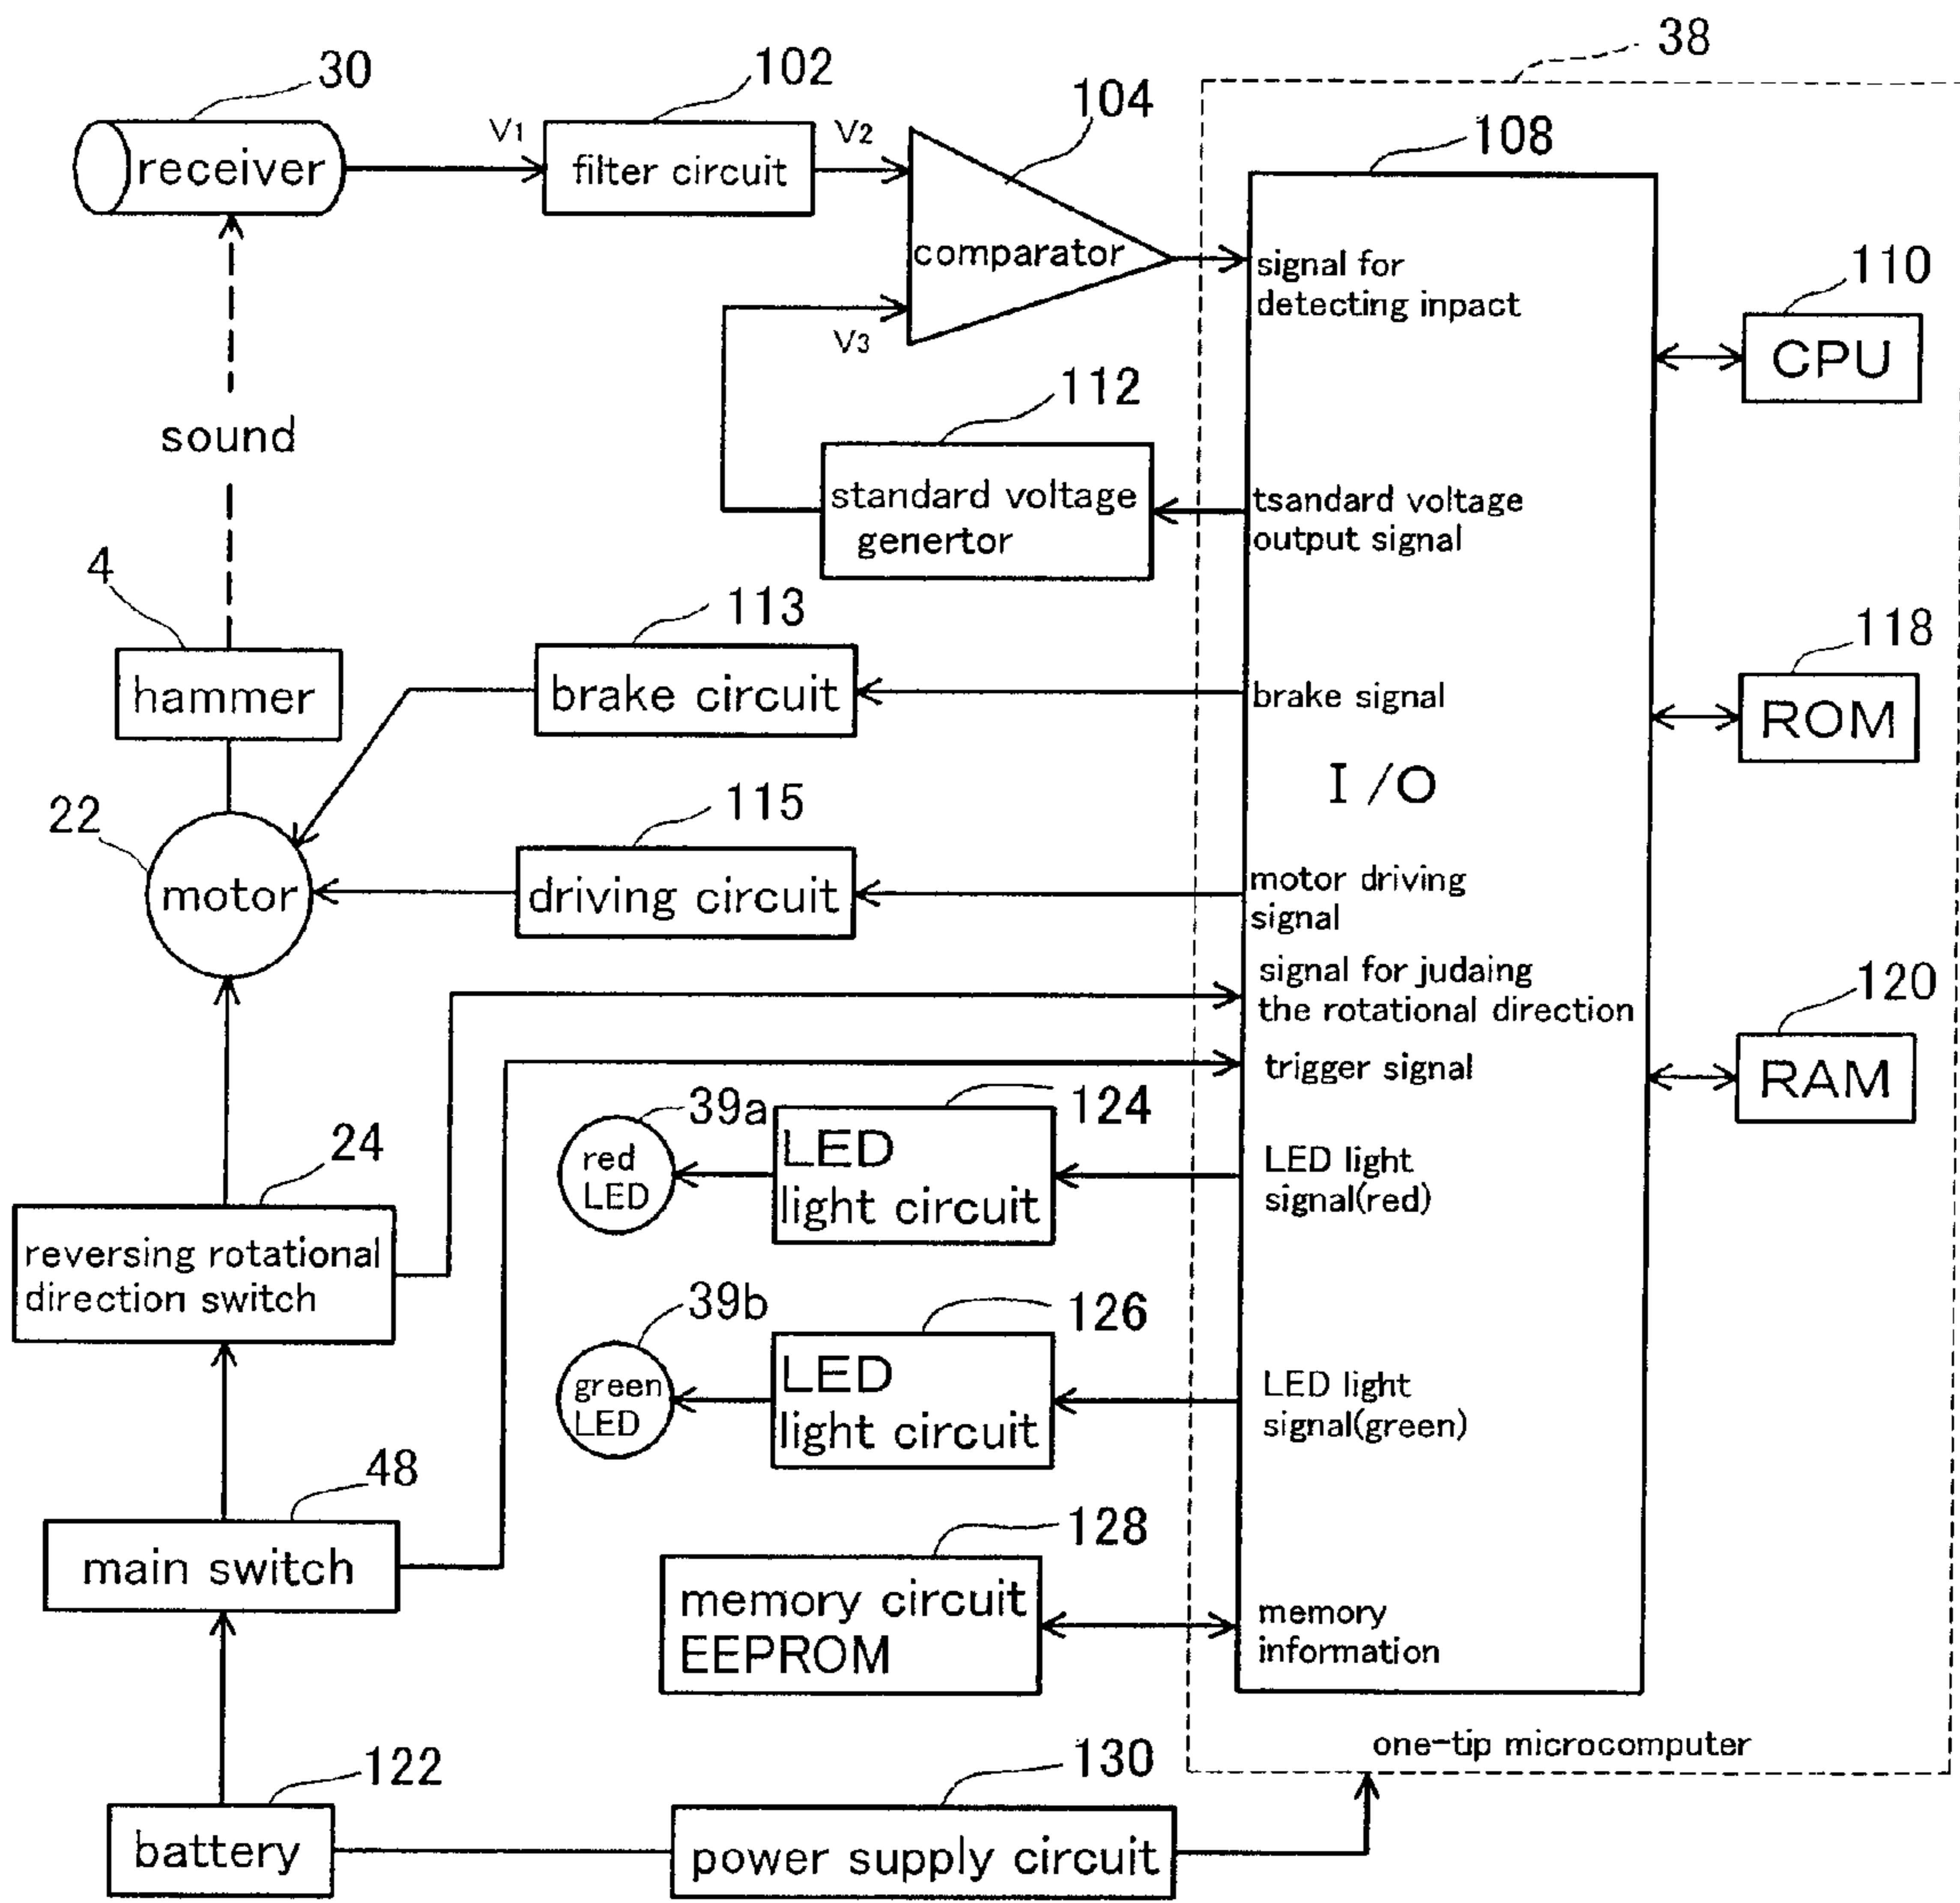 38
30
102
104
108
receiver
V1
filter circuit
V2
comparator
signal for
detecting inpact
110
CPU
V3
112
sound
standard voltage
genertor
tsandard voltage
output signal
4
hammer
113
brake circuit
brake signal
118
ROM
I/O
22
motor
115
driving circuit
motor driving
signal
signal for judaing
the rotational direction
120
RAM
trigger signal
24
reversing rotational
direction switch
39a
red
LED
124
LED
light circuit
LED light
signal(red)
39b
green
LED
126
LED
light circuit
LED light
signal(green)
48
main switch
128
memory circuit
EEPROM
memory
information
one-tip microcomputer
122
battery
130
power supply circuit